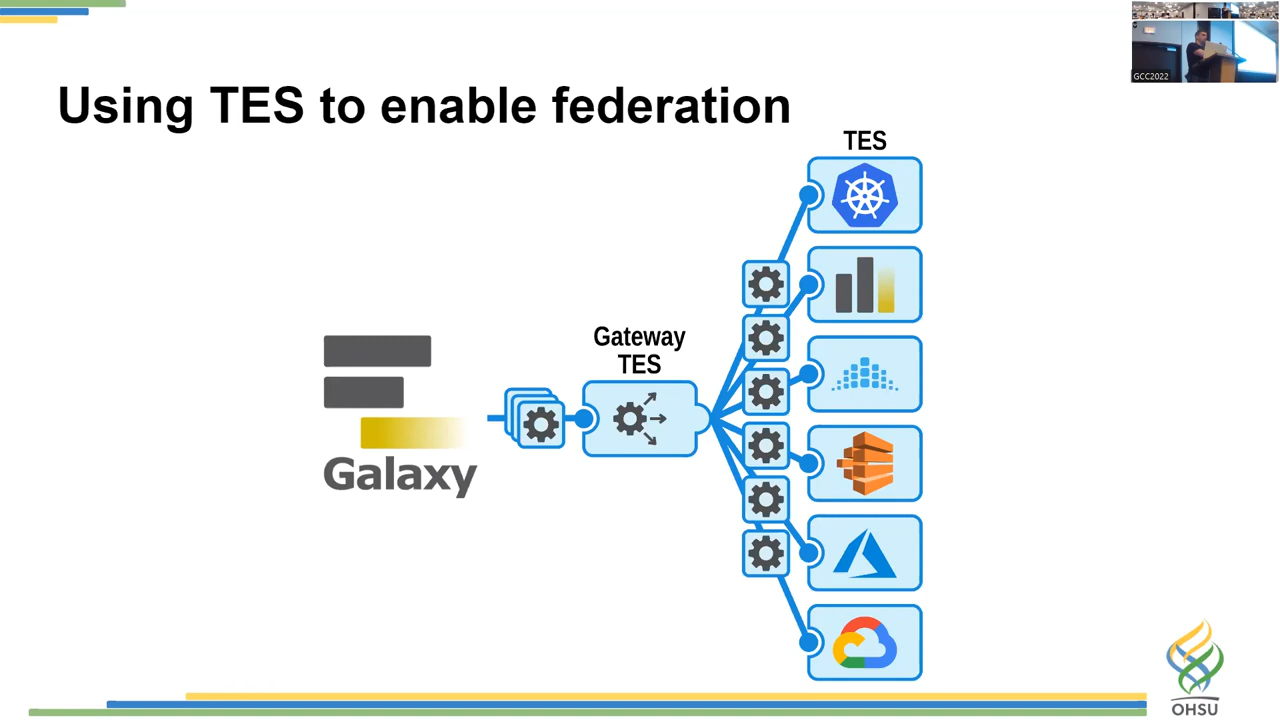 GCC2022
Using TES to enable federation
TES
Gateway
TES
Galaxy
OHSU